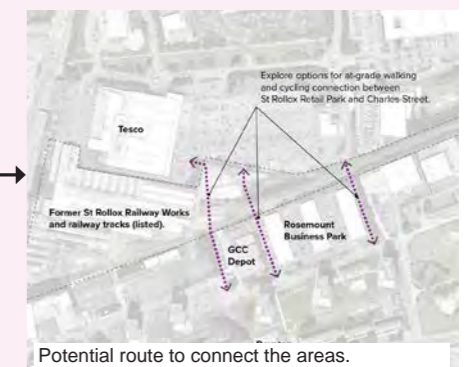 Explore options for at-grade walking
and cycling connection between
St Rollox Retail Park and Charles Street.
Tesco
Former St Rollox Railway Works
and railway tracks (listed).
Rosemount
Business Park
GCC
Depot
Potential route to connect the areas.